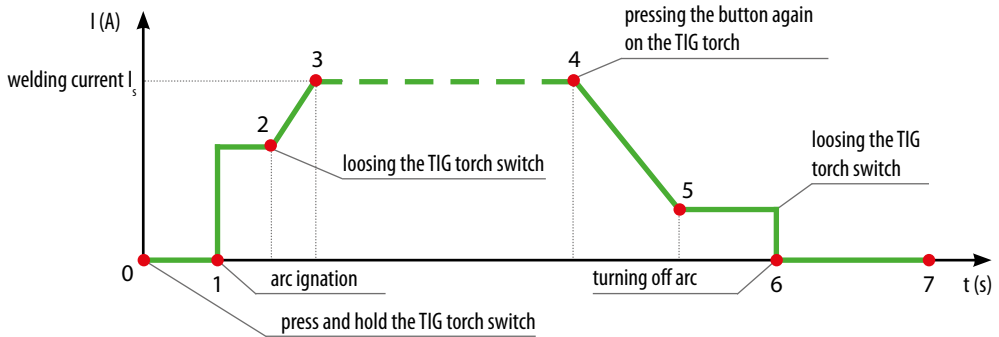 I (A)
pressing the button again
on the TIG torch
welding current I s
3
4
2
loosing the TIG torch switch
loosing the TIG
torch switch
5
0
1
arc ignation
turning off arc
6
7
t (s)
press and hold the TIG torch switch